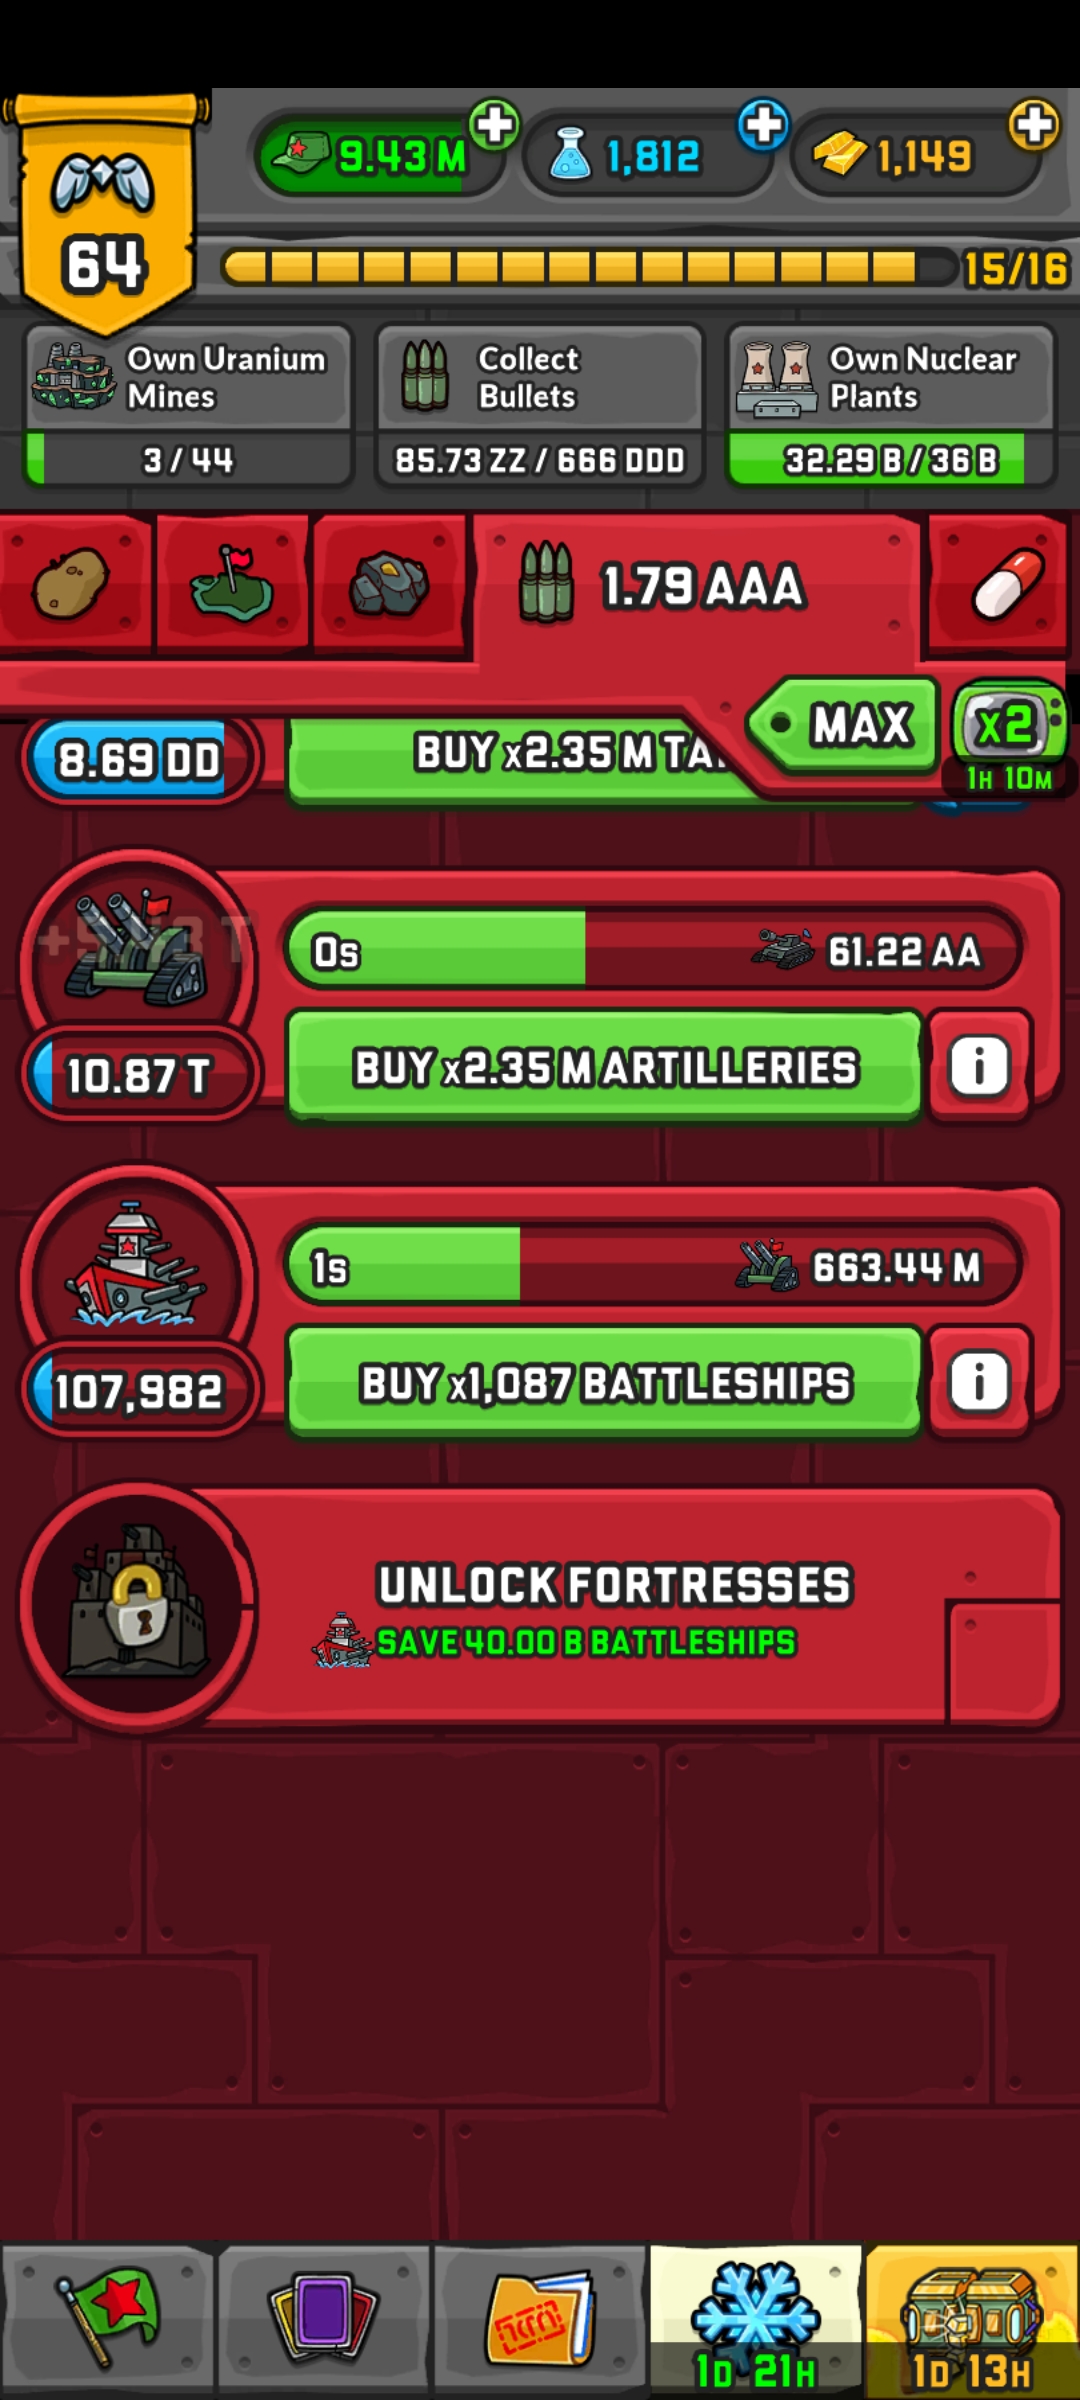 9.43 M
1,812
1,149
64
15/16
Own Uranium
Mines
3 / 44
Collect
Bullets
85.73 ZZ / 666 DDD
Own Nuclear
Plants
32.29 B / 36 B
1.79 AAA
MAX
x2
1H 10M
8.69 DD
BUY x2.35 M TA
0s
61.22 AA
10.87 T
BUY x2.35 M ARTILLERIES
i
1s
663.44 M
107,982
BUY x1,087 BATTLESHIPS
i
UNLOCK FORTRESSES
SAVE 40.00 B BATTLESHIPS
1D 21H
1D 13H